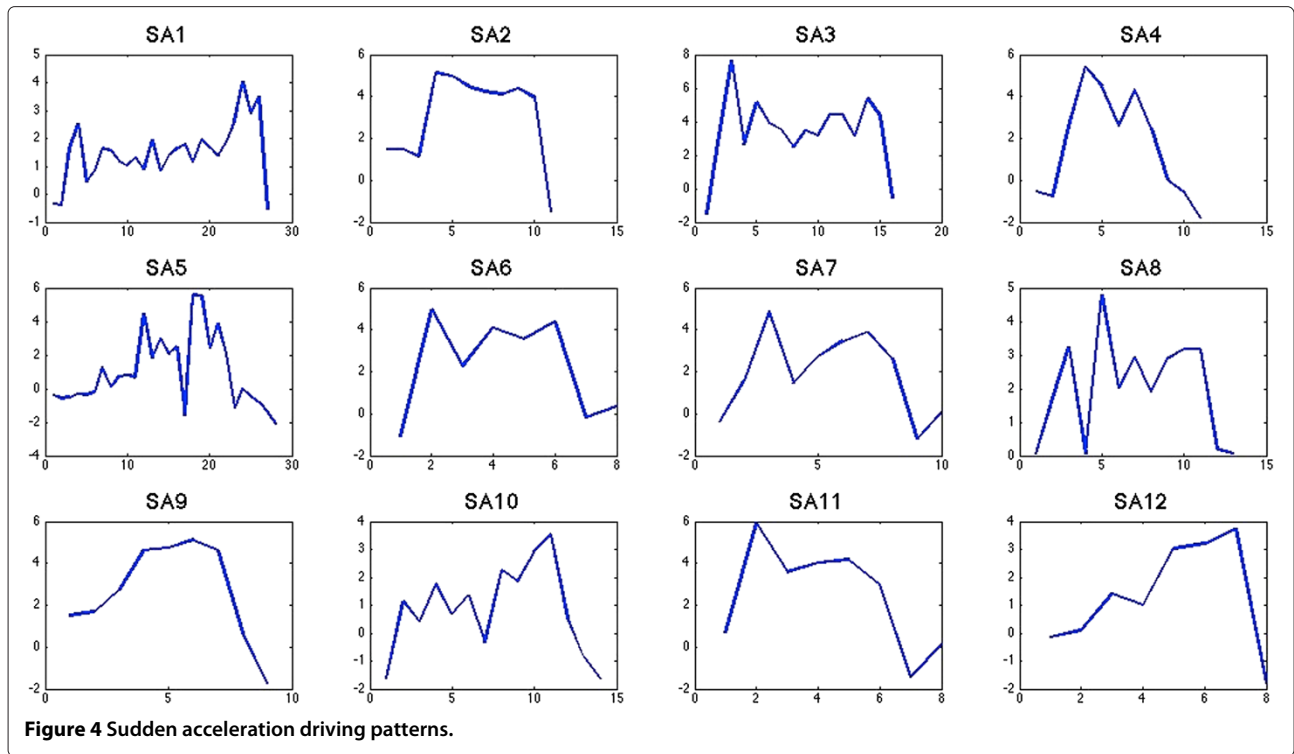 SA1 SA2 SA3 SA4
5 6 8 6
4
3 4 6 4
2 2 4 2
1 2
0 0 0 0
-1 -2 -2 -2
0 10 20 30 0 5 10 15 0 5 10 15 20 0 5 10 15
SA5 SA6 SA7 SA8
6 6 6 5
4 4 4 4
2 3
0 2 2 2
-2 0 0 1
-4 -2 -2 0
0 10 20 30 0 2 4 6 8 0 5 10 0 5 10 15
SA9 SA10 SA11 SA12
6 4 6 4
3 3
4 2 4 2
2 1 2 1
0 0
0 -1 0 -1
-2 -2 -2 -2
0 5 10 0 5 10 15 0 2 4 6 8 0 2 4 6 8
Figure 4 Sudden acceleration driving patterns.